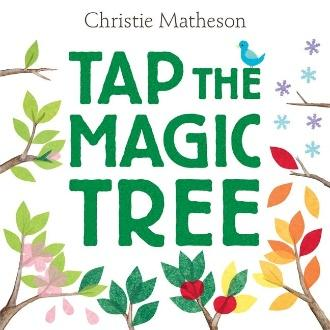 Christie Matheson
TAP THE
MAGIC
TREE